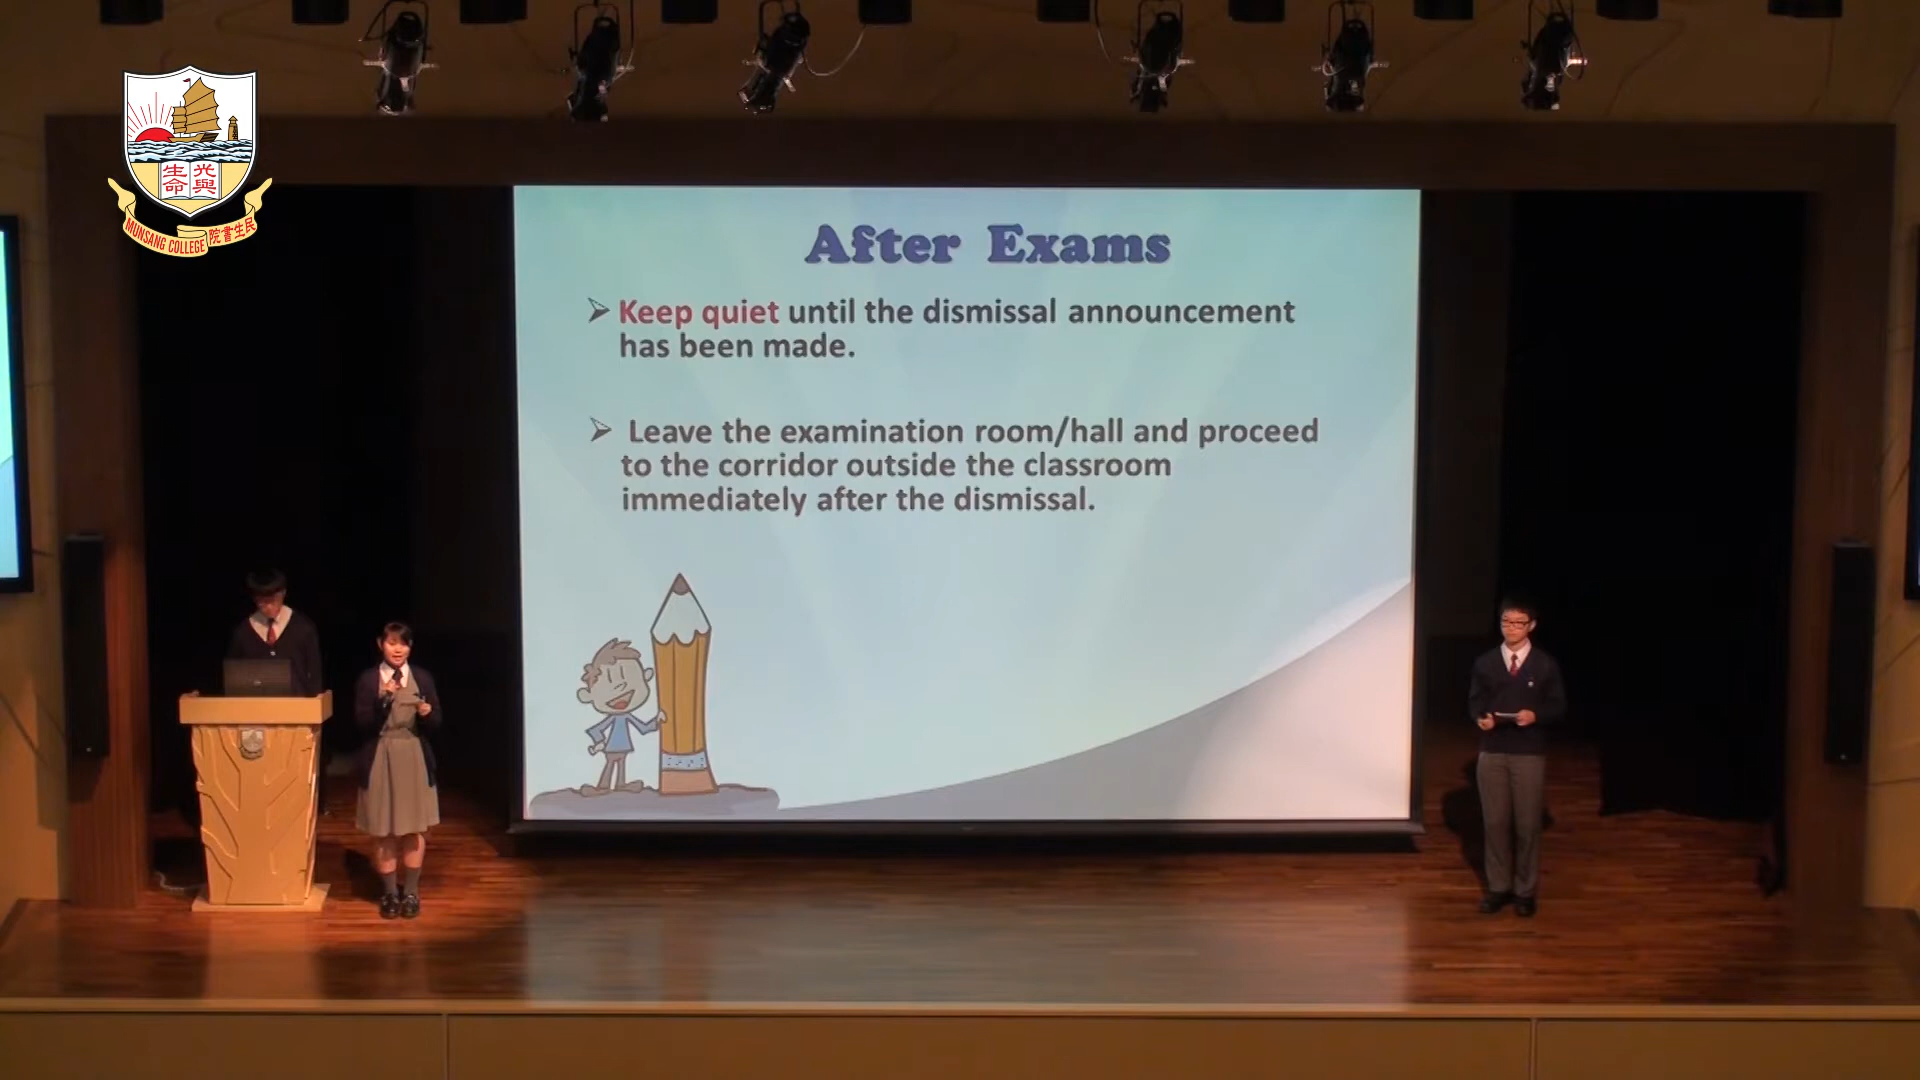 光與
生命
MUNSANG COLLEGE 民生書院
After Exams
➢ Keep quiet until the dismissal announcement
has been made.
➢ Leave the examination room/hall and proceed
to the corridor outside the classroom
immediately after the dismissal.